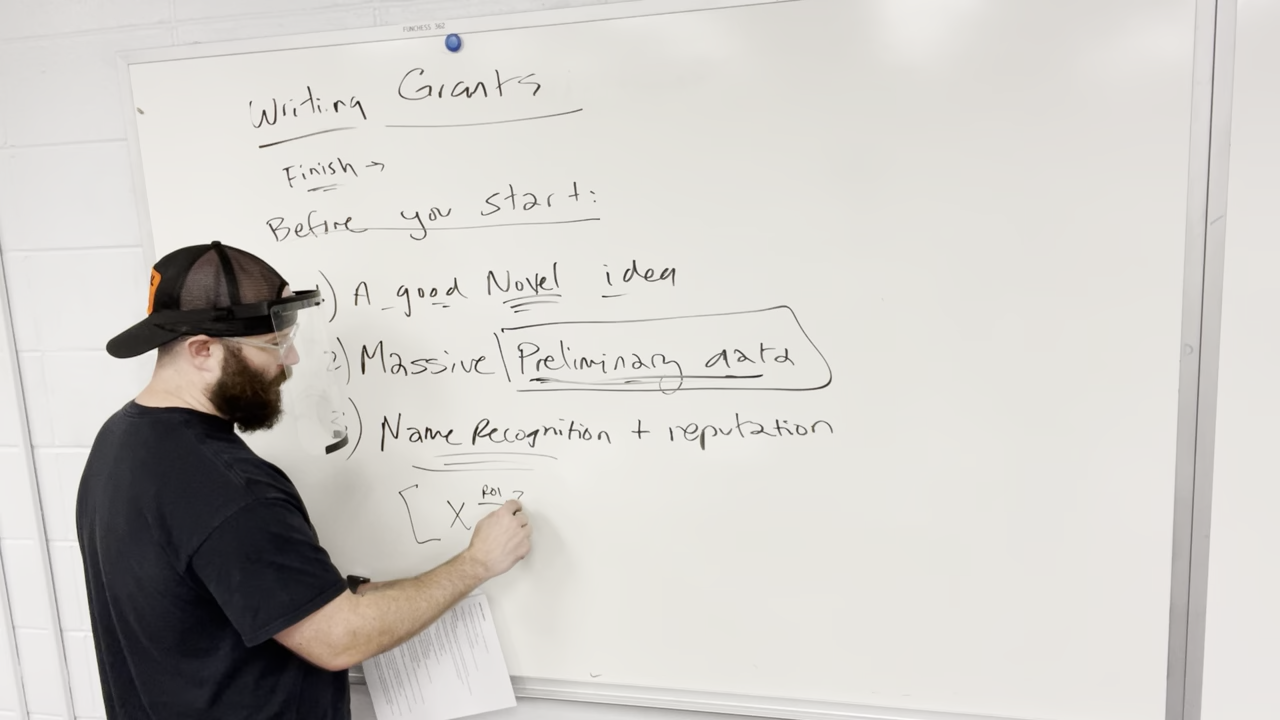 FUNCHESS 362
Writing Grants
Finish →
Before you start:
1) A good Novel idea
2) Massive Preliminary data
3) Name Recognition + reputation
[ X ROI